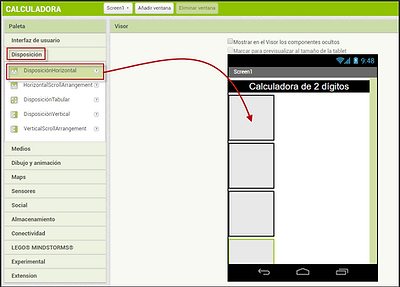 CALCULADORA
Screen1
Añadir ventana
Eliminar ventana
Paleta
Visor
Interfaz de usuario
Disposición
DisposiciónHorizontal
HorizontalScrollArrangement
DisposiciónTabular
DisposiciónVertical
VerticalScrollArrangement
Medios
Dibujo y animación
Maps
Sensores
Social
Almacenamiento
Conectividad
LEGO® MINDSTORMS®
Experimental
Extension
Mostrar en el Visor los componentes ocultos
Marcar para previsualizar al tamaño de la tablet
9:48
Screen1
Calculadora de 2 dígitos